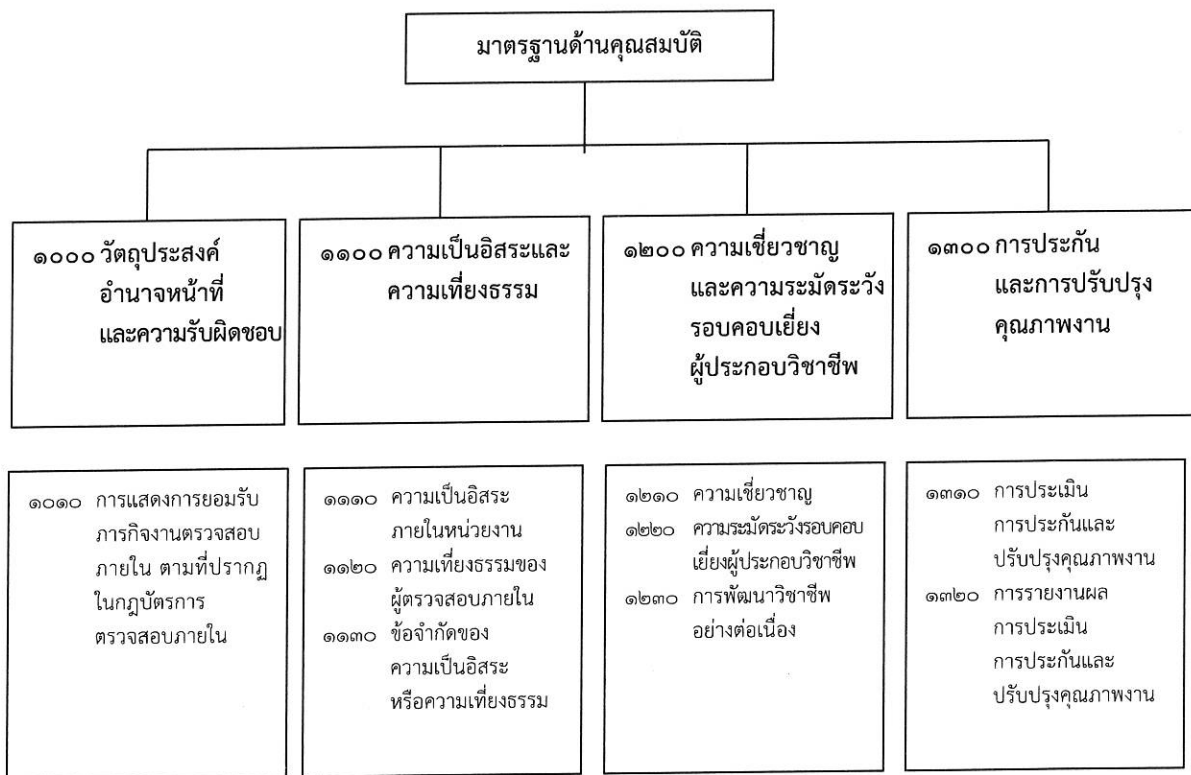 มาตรฐานด้านคุณสมบัติ
๑๐๐๐ วัตถุประสงค์
อำนาจหน้าที่
และความรับผิดชอบ
๑๑๐๐ ความเป็นอิสระและ
ความเที่ยงธรรม
๑๒๐๐ ความเชี่ยวชาญ
และความระมัดระวัง
รอบคอบเยี่ยง
ผู้ประกอบวิชาชีพ
๑๓๐๐ การประกัน
และการปรับปรุง
คุณภาพงาน
๑๐๑๐ การแสดงการยอมรับ
ภารกิจงานตรวจสอบ
ภายใน ตามที่ปรากฏ
ในกฎบัตรการ
ตรวจสอบภายใน
๑๑๑๐ ความเป็นอิสระ
ภายในหน่วยงาน
๑๑๒๐ ความเที่ยงธรรมของ
ผู้ตรวจสอบภายใน
๑๑๓๐ ข้อจำกัดของ
ความเป็นอิสระ
หรือความเที่ยงธรรม
๑๒๑๐ ความเชี่ยวชาญ
๑๒๒๐ ความระมัดระวังรอบคอบ
เยี่ยงผู้ประกอบวิชาชีพ
๑๒๓๐ การพัฒนาวิชาชีพ
อย่างต่อเนื่อง
๑๓๑๐ การประเมิน
การประกันและ
ปรับปรุงคุณภาพงาน
๑๓๒๐ การรายงานผล
การประเมิน
การประกันและ
ปรับปรุงคุณภาพงาน